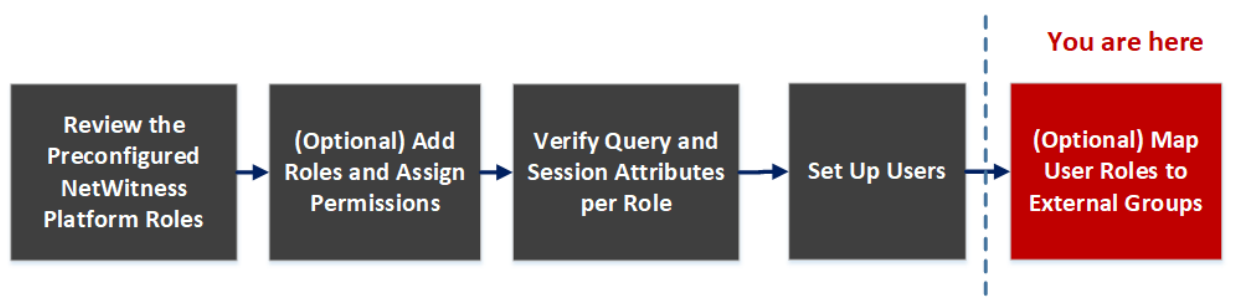 You are here
Review the
Preconfigured
NetWitness
Platform Roles
(Optional) Add
Roles and Assign
Permissions
Verify Query and
Session Attributes
per Role
Set Up Users
(Optional) Map
User Roles to
External Groups